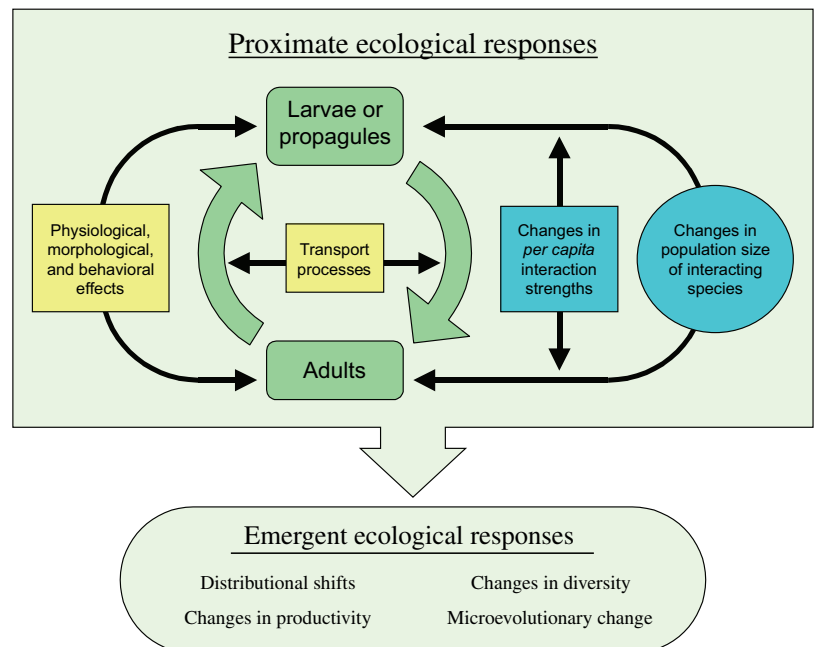 Proximate ecological responses
Larvae or
propagules
Physiological,
morphological,
and behavioral
effects
Transport
processes
Changes in
per capita
interaction
strengths
Changes in
population size
of interacting
species
Adults
Emergent ecological responses
Distributional shifts
Changes in diversity
Changes in productivity
Microevolutionary change